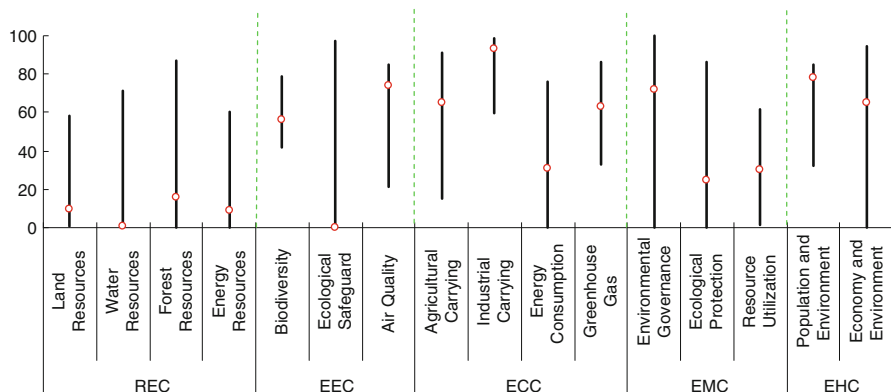 100
80
60
40
20
0
Land
Resources
Water
Resources
Forest
Resources
Energy
Resources
Biodiversity
Ecological
Safeguard
Air Quality
Agricultural
Carrying
Industrial
Carrying
Energy
Consumption
Greenhouse
Gas
Environmental
Governance
Ecological
Protection
Resource
Utilization
Population and
Environment
Economy and
Environment
REC
EEC
ECC
EMC
EHC